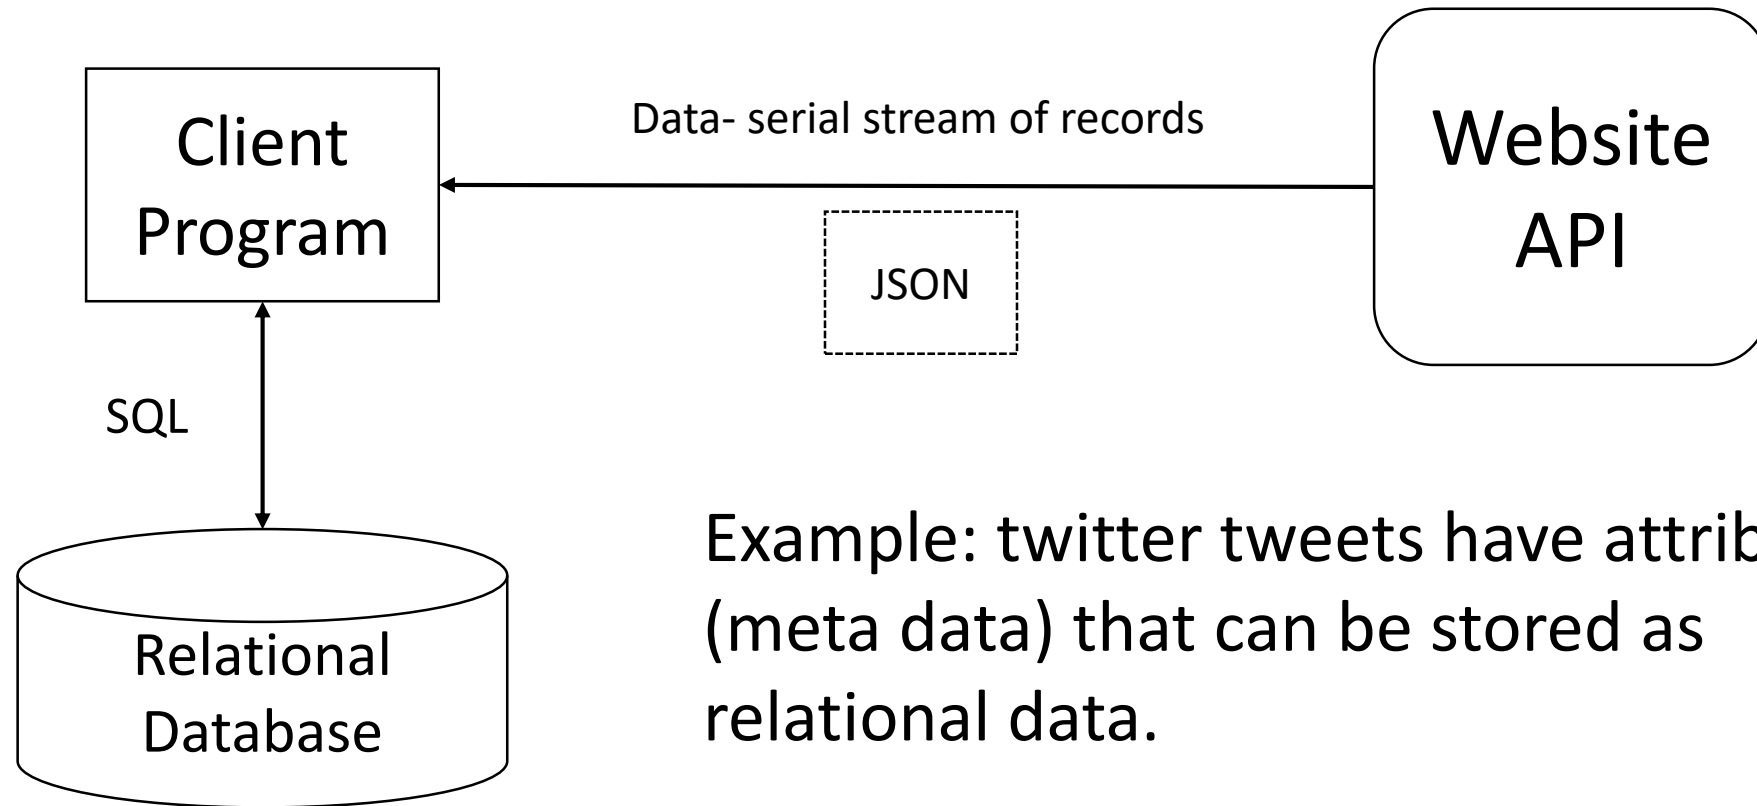 Client
Program
Data- serial stream of records
JSON
Website
API
SQL
Relational
Database
Example: twitter tweets have attrib
(meta data) that can be stored as
relational data.